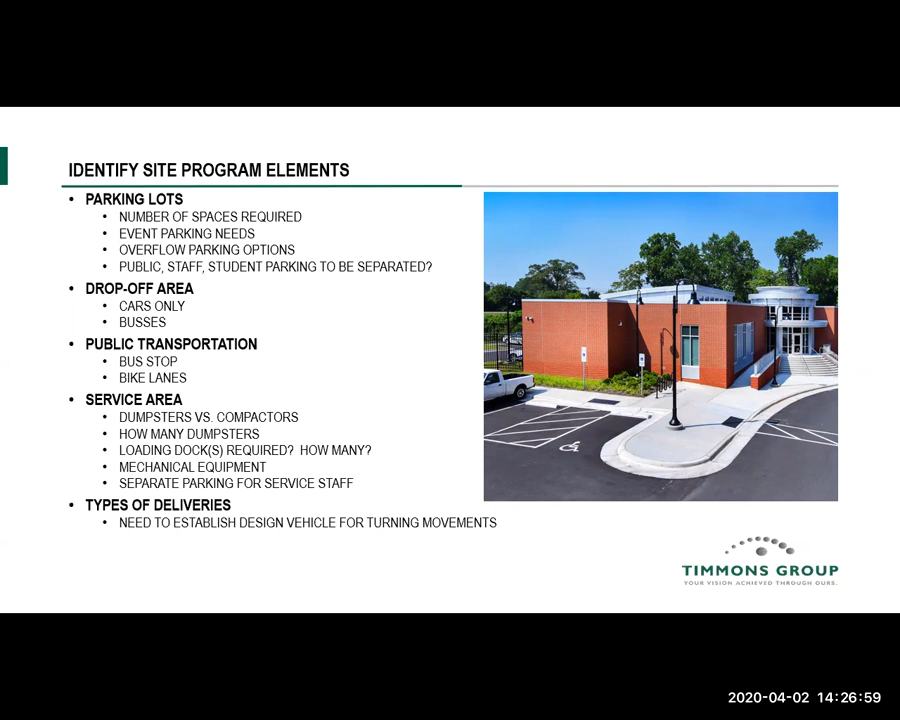 IDENTIFY SITE PROGRAM ELEMENTS
• PARKING LOTS
• NUMBER OF SPACES REQUIRED
• EVENT PARKING NEEDS
• OVERFLOW PARKING OPTIONS
• PUBLIC, STAFF, STUDENT PARKING TO BE SEPARATED?
• DROP-OFF AREA
• CARS ONLY
• BUSSES
• PUBLIC TRANSPORTATION
• BUS STOP
• BIKE LANES
• SERVICE AREA
• DUMPSTERS VS. COMPACTORS
• HOW MANY DUMPSTERS
• LOADING DOCK(S) REQUIRED? HOW MANY?
• MECHANICAL EQUIPMENT
• SEPARATE PARKING FOR SERVICE STAFF
• TYPES OF DELIVERIES
• NEED TO ESTABLISH DESIGN VEHICLE FOR TURNING MOVEMENTS
TIMMONS GROUP
YOUR VISION ACHIEVED THROUGH OURS.
2020-04-02 14:26:59